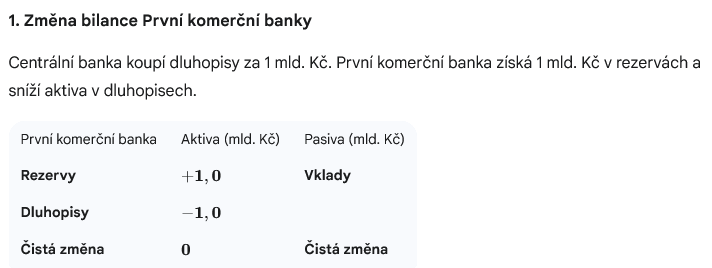 1. Změna bilance První komerční banky
Centrální banka koupí dluhopisy za 1 mld. Kč. První komerční banka získá 1 mld. Kč v rezervách a
sníží aktiva v dluhopisech.
První komerční banka Aktiva (mld. Kč) Pasiva (mld. Kč)
Rezervy +1,0 Vklady
Dluhopisy −1,0
Čistá změna 0 Čistá změna